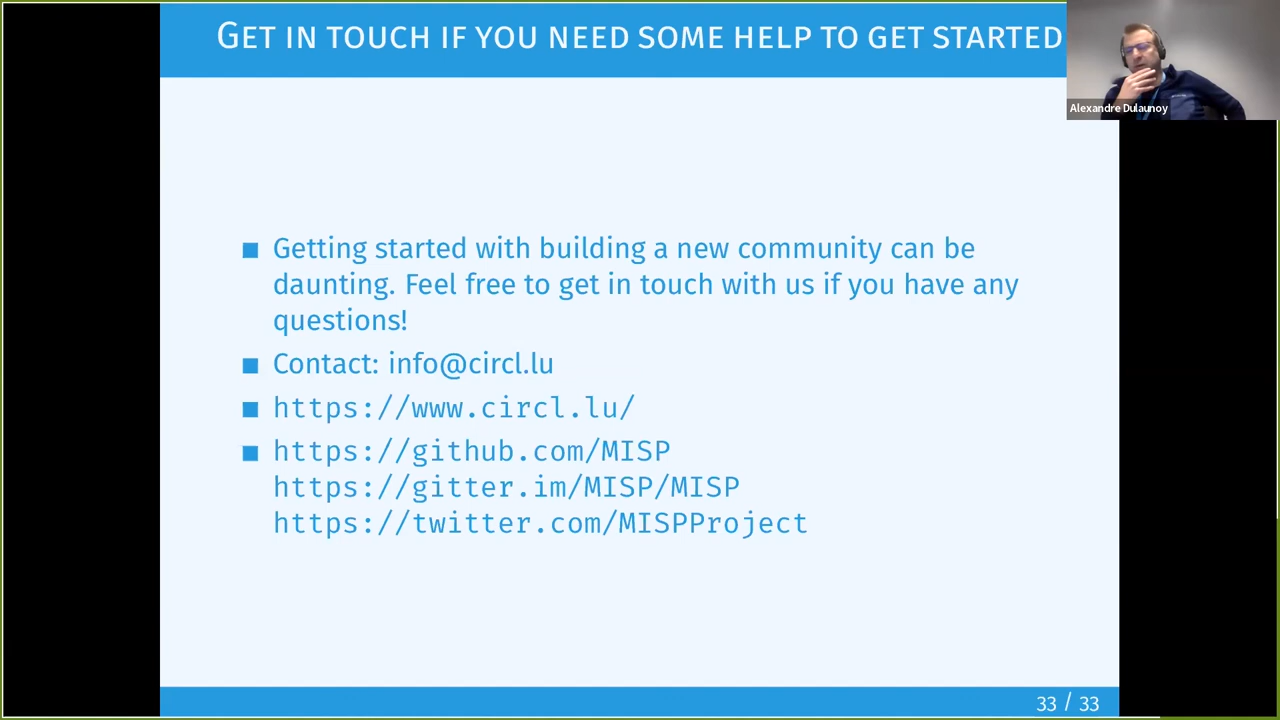 GET IN TOUCH IF YOU NEED SOME HELP TO GET STARTED
Alexandre Dulaunoy
■ Getting started with building a new community can be
daunting. Feel free to get in touch with us if you have any
questions!
■ Contact: info@circl.lu
■ https://www.circl.lu/
■ https://github.com/MISP
https://gitter.im/MISP/MISP
https://twitter.com/MISPProject
33 / 33